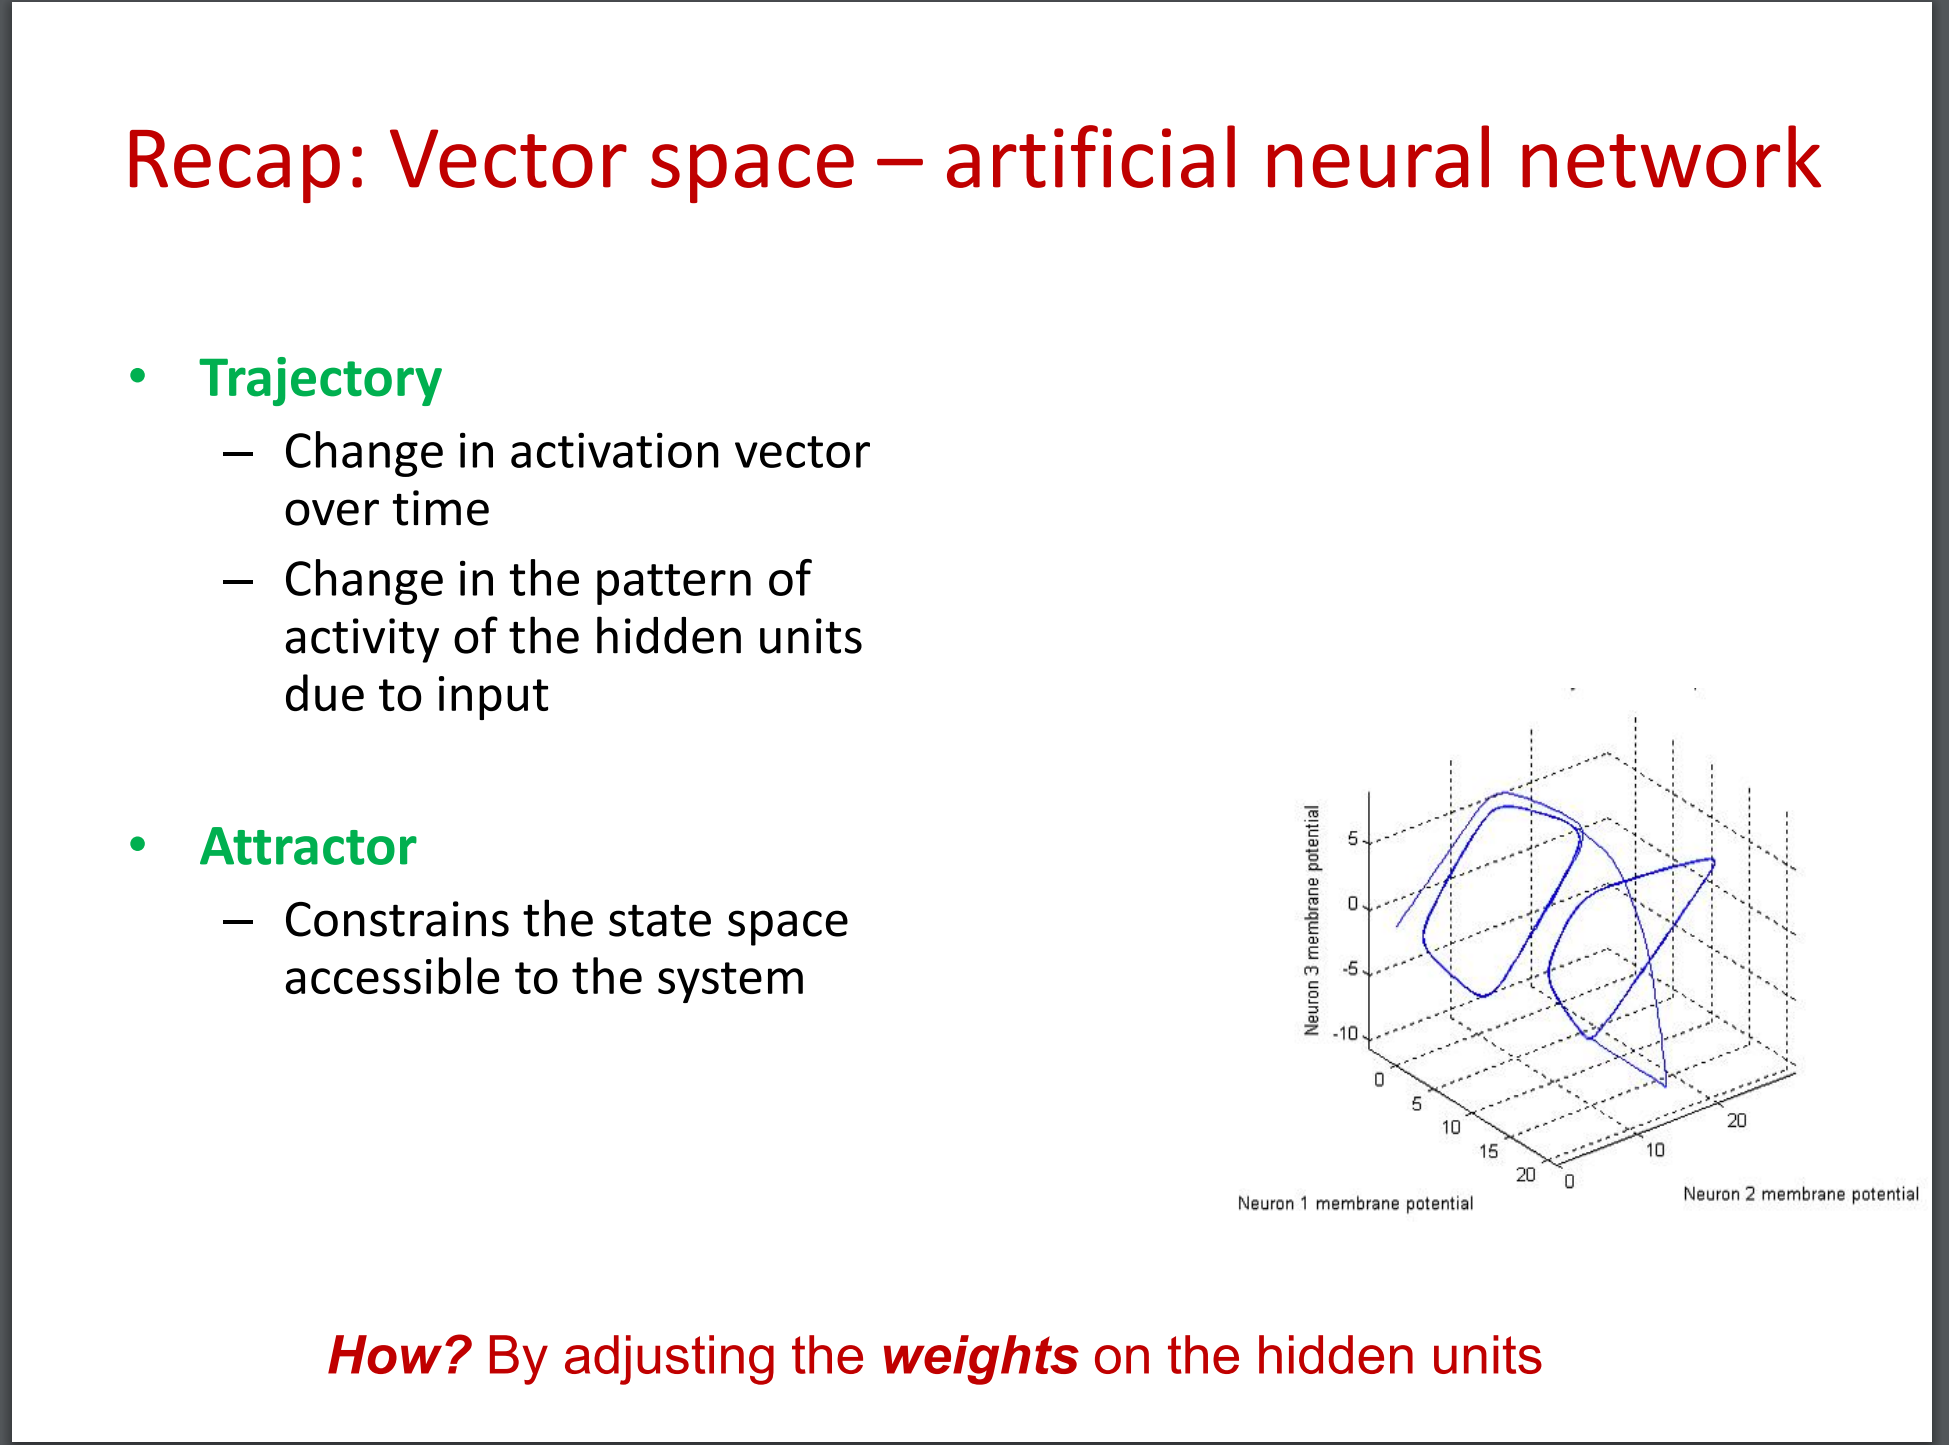 Recap: Vector space – artificial neural network
• Trajectory
– Change in activation vector
over time
– Change in the pattern of
activity of the hidden units
due to input
• Attractor
– Constrains the state space
accessible to the system
Neuron 3 membrane potential
5
0
-5
-10
0
5
10
15
20
0
10
20
Neuron 1 membrane potential
Neuron 2 membrane potential
How? By adjusting the weights on the hidden units